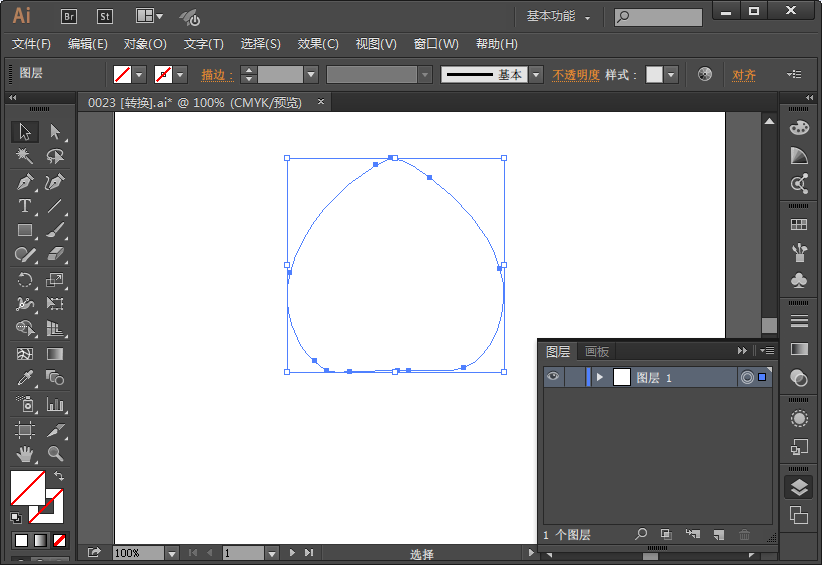 Ai Br St 基本功能
文件(F) 编辑(E) 对象(O) 文字(T) 选择(S) 效果(C) 视图(V) 窗口(W) 帮助(H)
图层 描边: 基本 不透明度 样式: 对齐
0023 [转换].ai* @ 100% (CMYK/预览) ×
图层 画板
图层 1
1 个图层
100% 1 选择